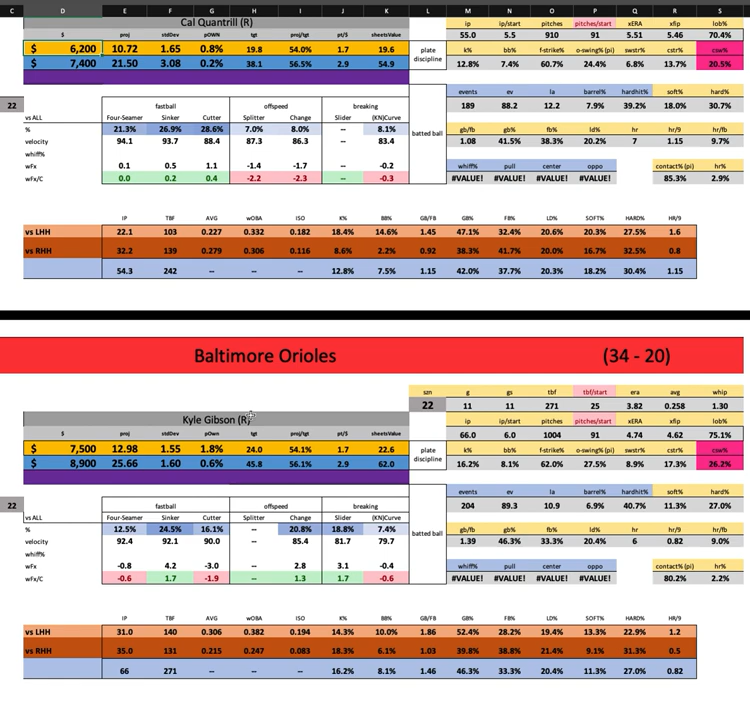 C D E F G H I J K L M N O P Q R S
Cal Quantrill (R) ip ip/start pitches pitches/start xERA xfip lob%
$ proj stdDev pOWN tgt proj/tgt pt/$ sheetsValue 55.0 5.5 910 91 5.51 5.46 70.4%
$ 6,200 10.72 1.65 0.8% 19.8 54.0% 1.7 19.6 plate discipline k% bb% f-strike% o-swing% (pi) swstr% cstr% csw%
$ 7,400 21.50 3.08 0.2% 38.1 56.5% 2.9 54.9 12.8% 7.4% 60.7% 24.4% 6.8% 13.7% 20.5%
events ev la barrel% hardhit% soft% hard%
22 fastball offspeed breaking 189 88.2 12.2 7.9% 39.2% 18.0% 30.7%
vs ALL Four-Seamer Sinker Cutter Splitter Change Slider (KN)Curve
% 21.3% 26.9% 28.6% 7.0% 8.0% -- 8.1% batted ball gb/fb gb% fb% ld% hr hr/9 hr/fb
velocity 94.1 93.7 88.4 87.3 86.3 -- 83.4 1.08 41.5% 38.3% 20.2% 7 1.15 9.7%
whiff%
wFx 0.1 0.5 1.1 -1.4 -1.7 -- -0.2 whiff% pull center oppo contact% (pi) hr%
wFx/C 0.0 0.2 0.4 -2.2 -2.3 -- -0.3 #VALUE! #VALUE! #VALUE! #VALUE! 85.3% 2.9%
IP TBF AVG wOBA ISO K% BB% GB/FB GB% FB% LD% SOFT% HARD% HR/9
vs LHH 22.1 103 0.227 0.332 0.182 18.4% 14.6% 1.45 47.1% 32.4% 20.6% 20.3% 27.5% 1.6
vs RHH 32.2 139 0.279 0.306 0.116 8.6% 2.2% 0.92 38.3% 41.7% 20.0% 16.7% 32.5% 0.8
54.3 242 -- -- -- 12.8% 7.5% 1.15 42.0% 37.7% 20.3% 18.2% 30.4% 1.15
Baltimore Orioles (34 - 20)
szn g gs tbf tbf/start era avg whip
22 11 11 271 25 3.82 0.258 1.30
Kyle Gibson (R) ip ip/start pitches pitches/start xERA xfip lob%
$ proj stdDev pOwn tgt proj/tgt pt/$ sheetsValue 66.0 6.0 1004 91 4.74 4.62 75.1%
$ 7,500 12.98 1.55 1.8% 24.0 54.1% 1.7 22.6 plate discipline k% bb% f-strike% o-swing% (pi) swstr% cstr% csw%
$ 8,900 25.66 1.60 0.6% 45.8 56.1% 2.9 62.0 16.2% 8.1% 62.0% 27.5% 8.9% 17.3% 26.2%
events ev la barrel% hardhit% soft% hard%
22 fastball offspeed breaking 204 89.3 10.9 6.9% 40.7% 11.3% 27.0%
vs ALL Four-Seamer Sinker Cutter Splitter Change Slider (KN)Curve
% 12.5% 24.5% 16.1% -- 20.8% 18.8% 7.4% batted ball gb/fb gb% fb% ld% hr hr/9 hr/fb
velocity 92.4 92.1 90.0 -- 85.4 81.7 79.7 1.39 46.3% 33.3% 20.4% 6 0.82 9.0%
whiff%
wFx -0.8 4.2 -3.0 -- 2.8 3.1 -0.4 whiff% pull center oppo contact% (pi) hr%
wFx/C -0.6 1.7 -1.9 -- 1.3 1.7 -0.6 #VALUE! #VALUE! #VALUE! #VALUE! 80.2% 2.2%
IP TBF AVG wOBA ISO K% BB% GB/FB GB% FB% LD% SOFT% HARD% HR/9
vs LHH 31.0 140 0.306 0.382 0.194 14.3% 10.0% 1.86 52.4% 28.2% 19.4% 13.3% 22.9% 1.2
vs RHH 35.0 131 0.215 0.247 0.083 18.3% 6.1% 1.03 39.8% 38.8% 21.4% 9.1% 31.3% 0.5
66 271 -- -- -- 16.2% 8.1% 1.46 46.3% 33.3% 20.4% 11.3% 27.0% 0.82